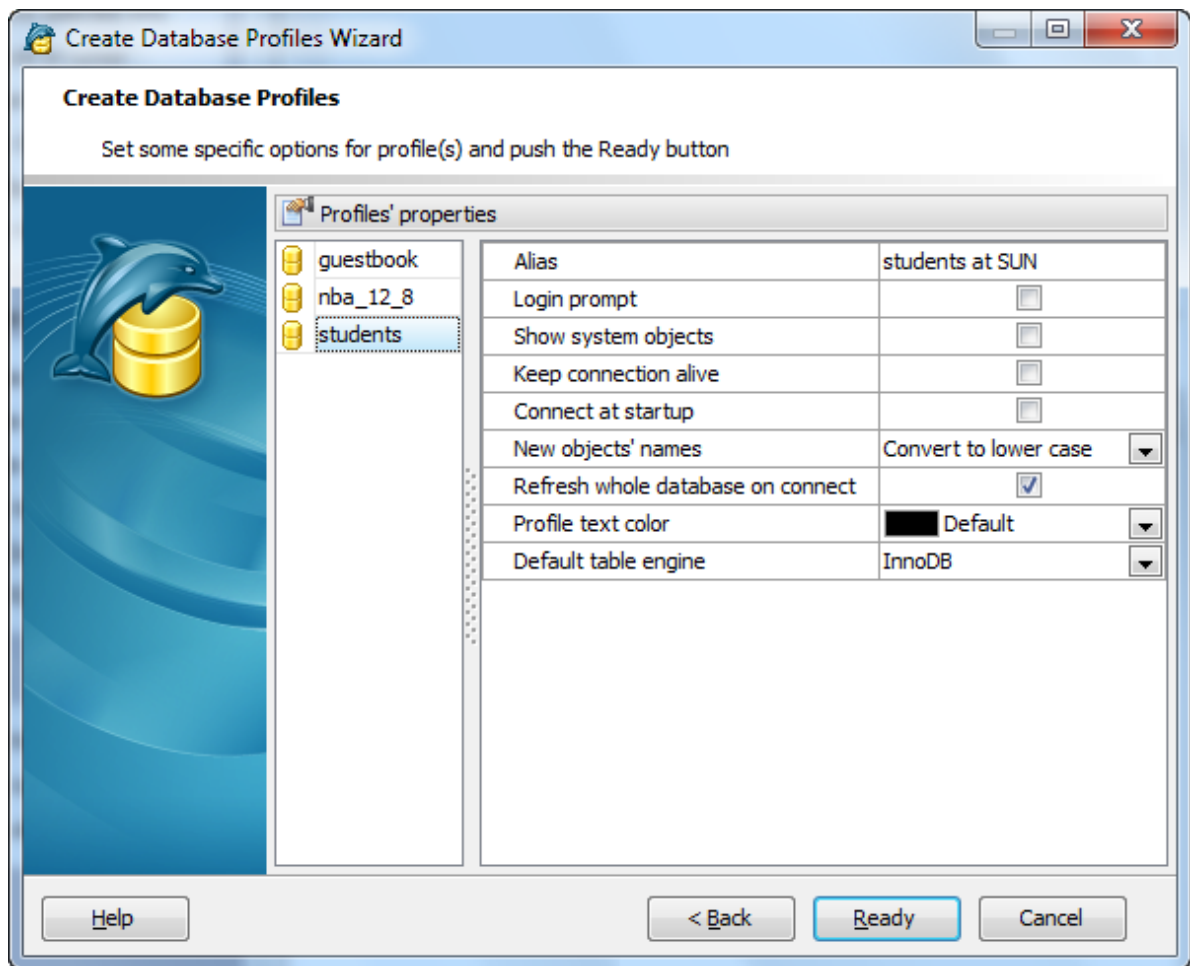 Create Database Profiles Wizard
Create Database Profiles
Set some specific options for profile(s) and push the Ready button
Profiles' properties
guestbook
nba_12_8
students
Alias students at SUN
Login prompt
Show system objects
Keep connection alive
Connect at startup
New objects' names Convert to lower case
Refresh whole database on connect
Profile text color Default
Default table engine InnoDB
Help < Back Ready Cancel